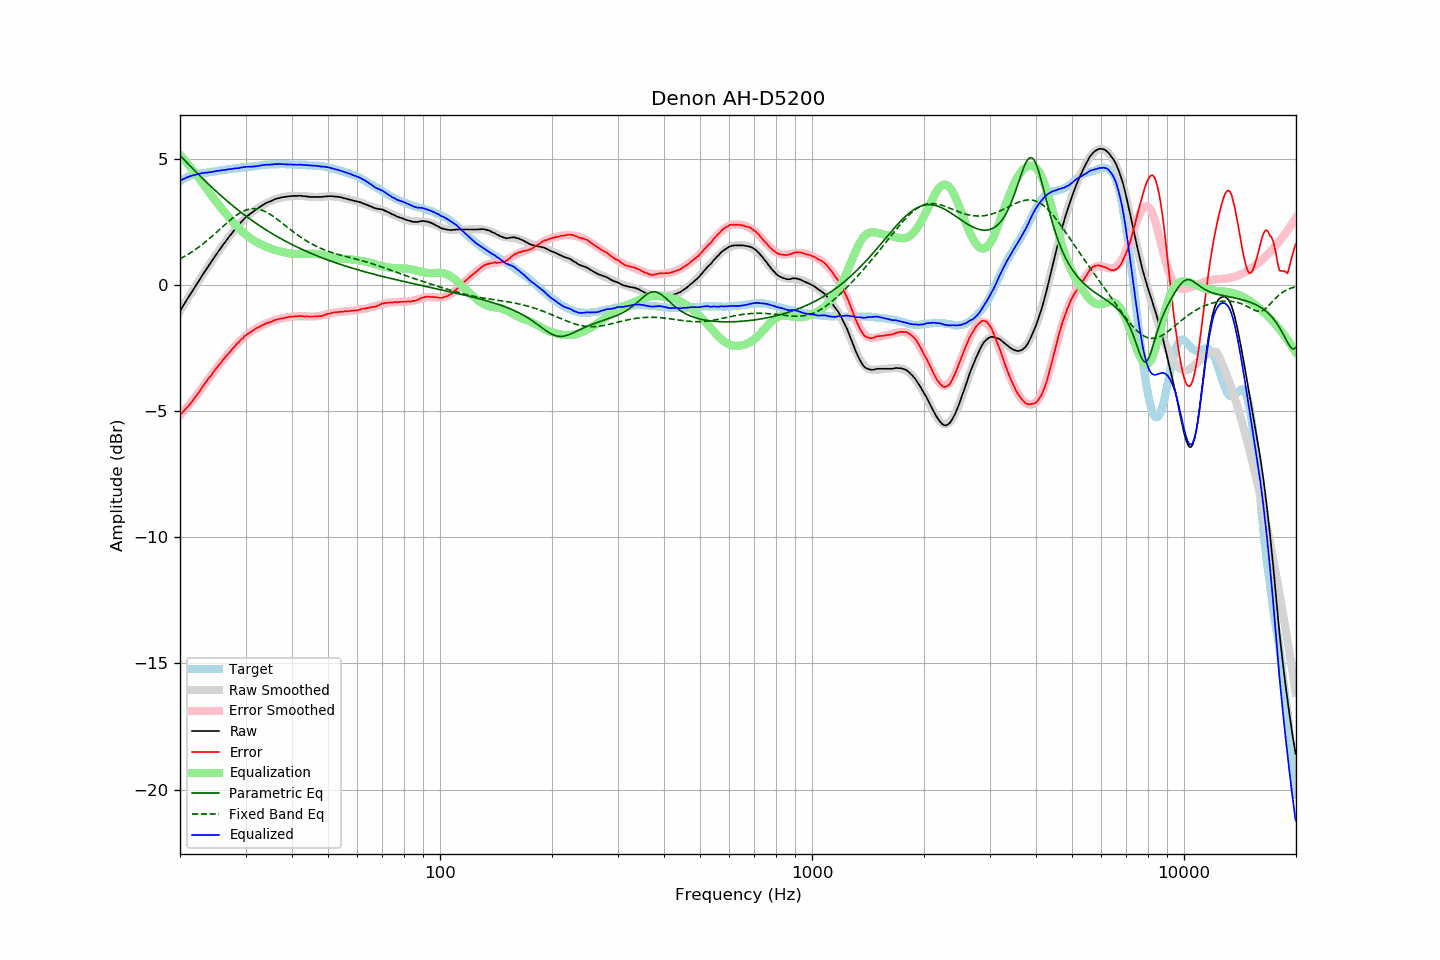 Denon AH-D5200
Amplitude (dBr)
5
0
−5
−10
−15
−20
Target
Raw Smoothed
Error Smoothed
Raw
Error
Equalization
Parametric Eq
Fixed Band Eq
Equalized
100 1000 10000
Frequency (Hz)